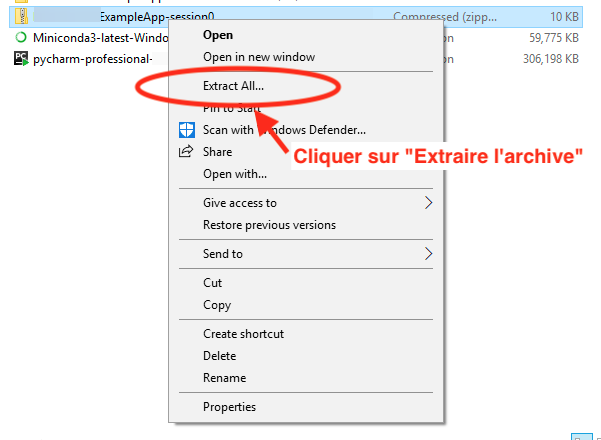 ExampleApp-session0
Compressed (zipp...
10 KB
Miniconda3-latest-Windo
on
59,775 KB
pycharm-professional-
on
306,198 KB
Open
Open in new window
Extract All...
Pin to Start
Scan with Windows Defender...
Share
Cliquer sur "Extraire l'archive"
Open with...
Give access to
Restore previous versions
Send to
Cut
Copy
Create shortcut
Delete
Rename
Properties